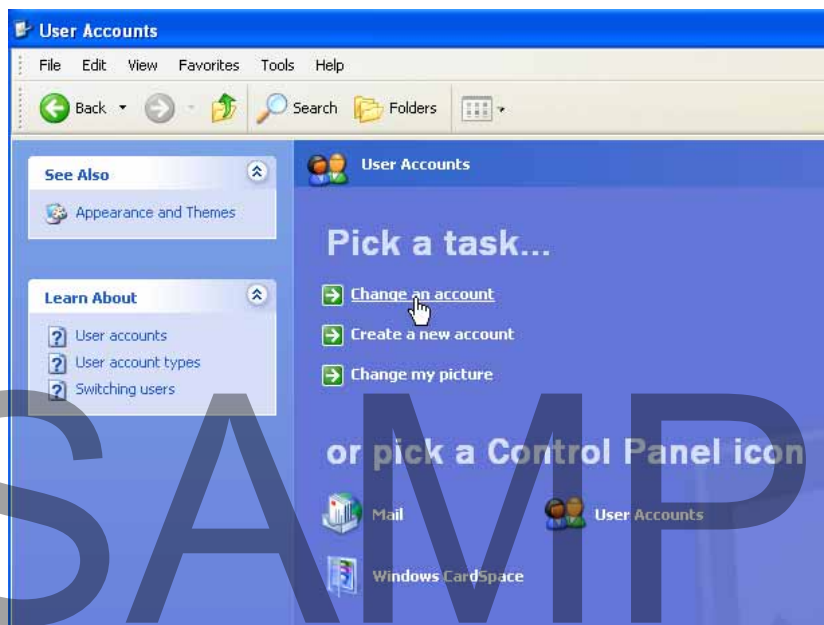 User Accounts
File Edit View Favorites Tools Help
Back Search Folders
See Also
Appearance and Themes
Learn About
User accounts
User account types
Switching users
User Accounts
Pick a task...
Change an account
Create a new account
Change my picture
or pick a Control Panel icon
Mail
User Accounts
Windows CardSpace
SAMP